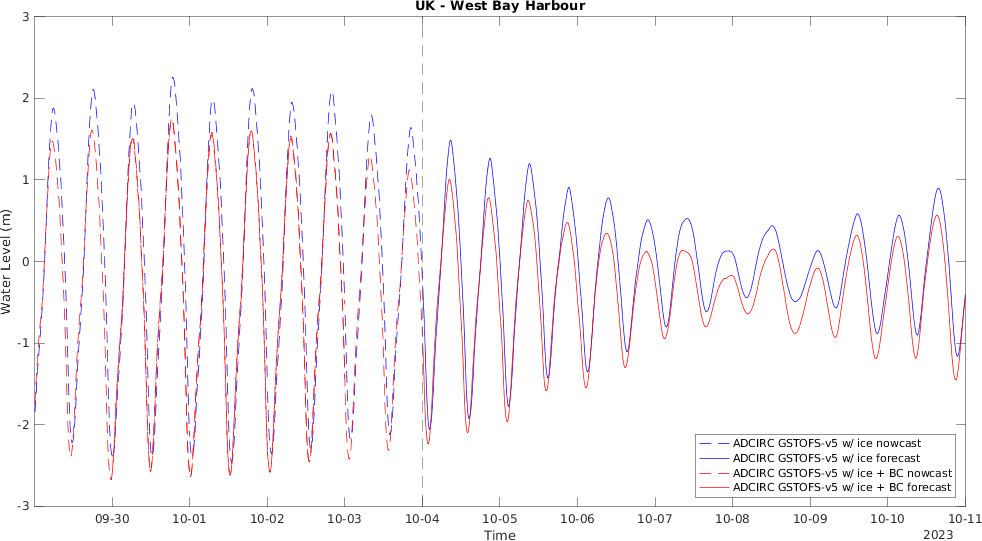 UK - West Bay Harbour
3
2
1
0
-1
-2
-3
Water Level (m)
09-30
10-01
10-02
10-03
10-04
10-05
10-06
10-07
10-08
10-09
10-10
10-11
Time
2023
ADCIRC GSTOFS-v5 w/ ice nowcast
ADCIRC GSTOFS-v5 w/ ice forecast
ADCIRC GSTOFS-v5 w/ ice + BC nowcast
ADCIRC GSTOFS-v5 w/ ice + BC forecast